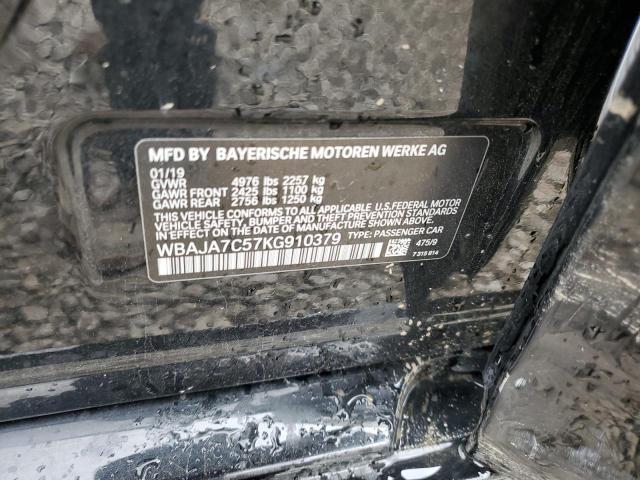 MFD BY BAYERISCHE MOTOREN WERKE AG
01/19
GVWR 4976 lbs 2257 kg
GAWR FRONT 2425 lbs 1100 kg
GAWR REAR 2756 lbs 1250 kg
THIS VEHICLE CONFORMS TO ALL APPLICABLE U.S. FEDERAL MOTOR
VEHICLE SAFETY, BUMPER AND THEFT PREVENTION STANDARDS
IN EFFECT ON THE DATE OF MANUFACTURE SHOWN ABOVE.
WBAJA7C57KG910379 TYPE: PASSENGER CAR
475/9
7 315 814